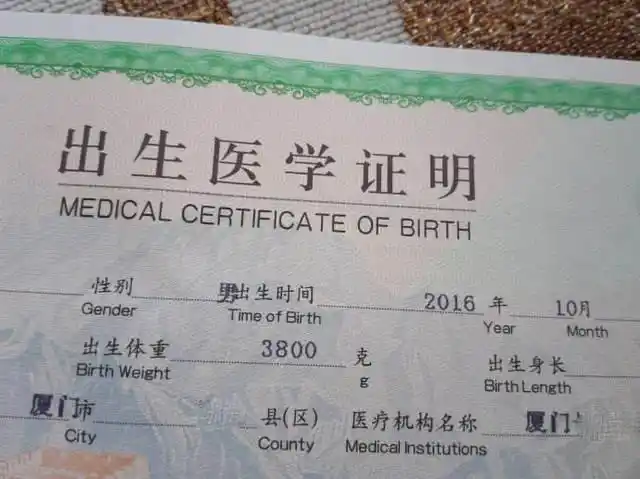 出生医学证明
MEDICAL CERTIFICATE OF BIRTH
性别 男 出生时间 2016 年 10月
Gender Time of Birth Year Month
出生体重 3800 克 出生身长
Birth Weight g Birth Length
厦门市 县(区) 医疗机构名称 厦门
City County Medical Institutions